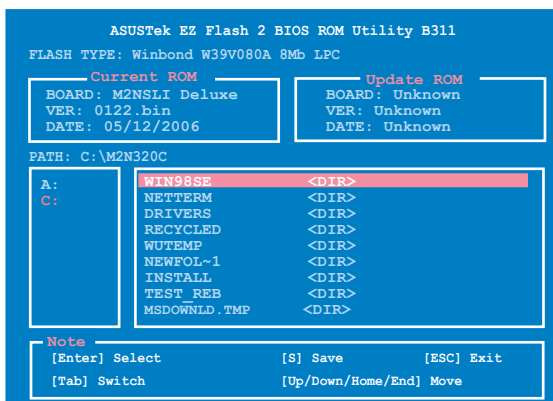 ASUSTek EZ Flash 2 BIOS ROM Utility B311
FLASH TYPE: Winbond W39V080A 8Mb LPC
Current ROM
BOARD: M2NSLI Deluxe
VER: 0122.bin
DATE: 05/12/2006
Update ROM
BOARD: Unknown
VER: Unknown
DATE: Unknown
PATH: C:\M2N320C
A:
C:
WIN98SE <DIR>
NETTERM <DIR>
DRIVERS <DIR>
RECYCLED <DIR>
WUTEMP <DIR>
NEWFOL~1 <DIR>
INSTALL <DIR>
TEST_REB <DIR>
MSDOWNLD.TMP <DIR>
Note
[Enter] Select [S] Save [ESC] Exit
[Tab] Switch [Up/Down/Home/End] Move